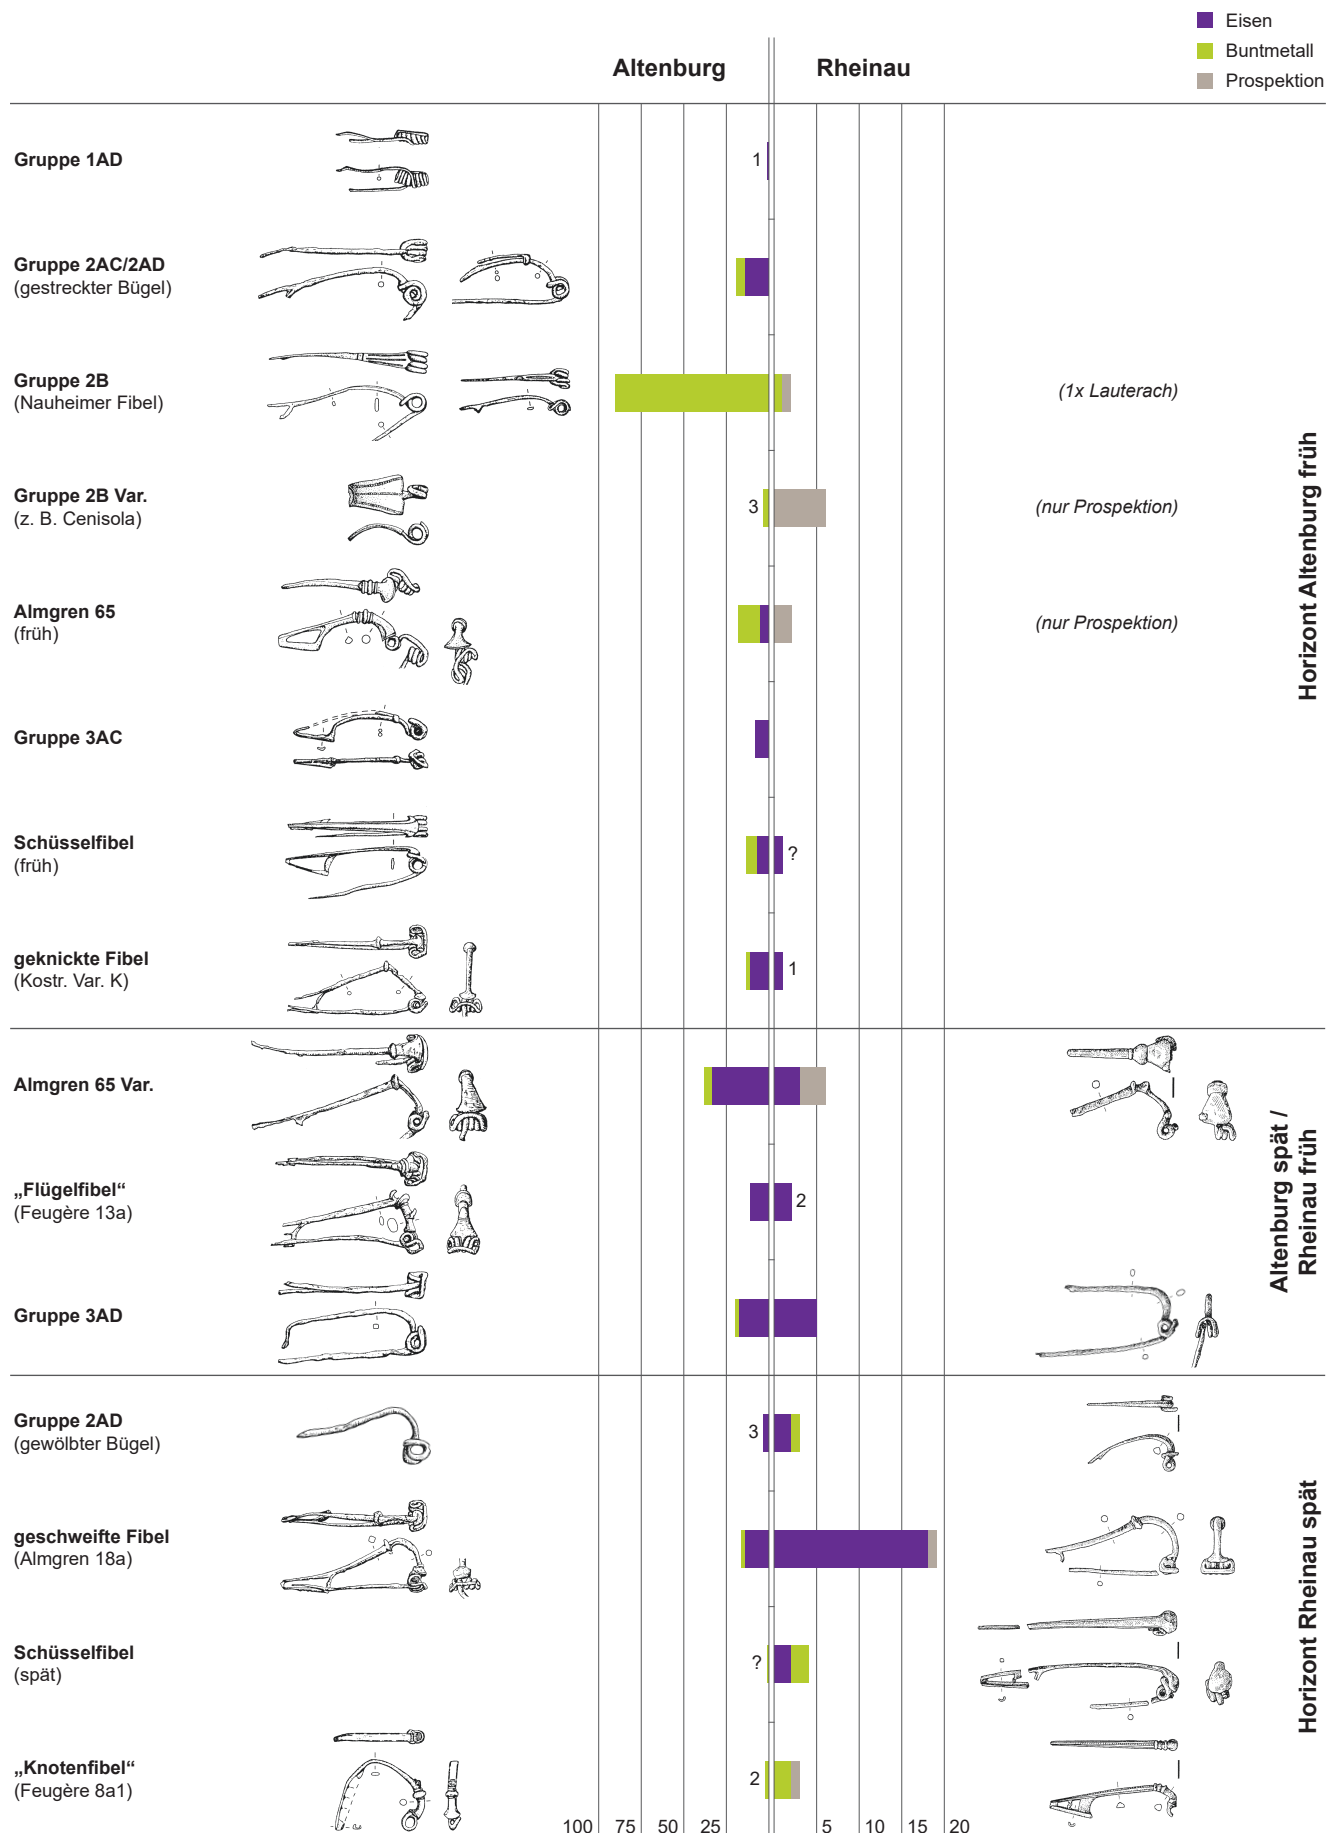 Eisen
Buntmetall
Prospektion
Altenburg
Rheinau
Gruppe 1AD
1
Gruppe 2AC/2AD
(gestreckter Bügel)
Gruppe 2B
(Nauheimer Fibel)
(1x Lauterach)
Gruppe 2B Var.
(z. B. Cenisola)
3
(nur Prospektion)
Almgren 65
(früh)
(nur Prospektion)
Gruppe 3AC
Schüsselfibel
(früh)
?
geknickte Fibel
(Kostr. Var. K)
1
Horizont Altenburg früh
Almgren 65 Var.
„Flügelfibel“
(Feugère 13a)
2
Gruppe 3AD
Altenburg spät /
Rheinau früh
Gruppe 2AD
(gewölbter Bügel)
3
geschweifte Fibel
(Almgren 18a)
Schüsselfibel
(spät)
?
„Knotenfibel“
(Feugère 8a1)
2
Horizont Rheinau spät
100 75 50 25 5 10 15 20